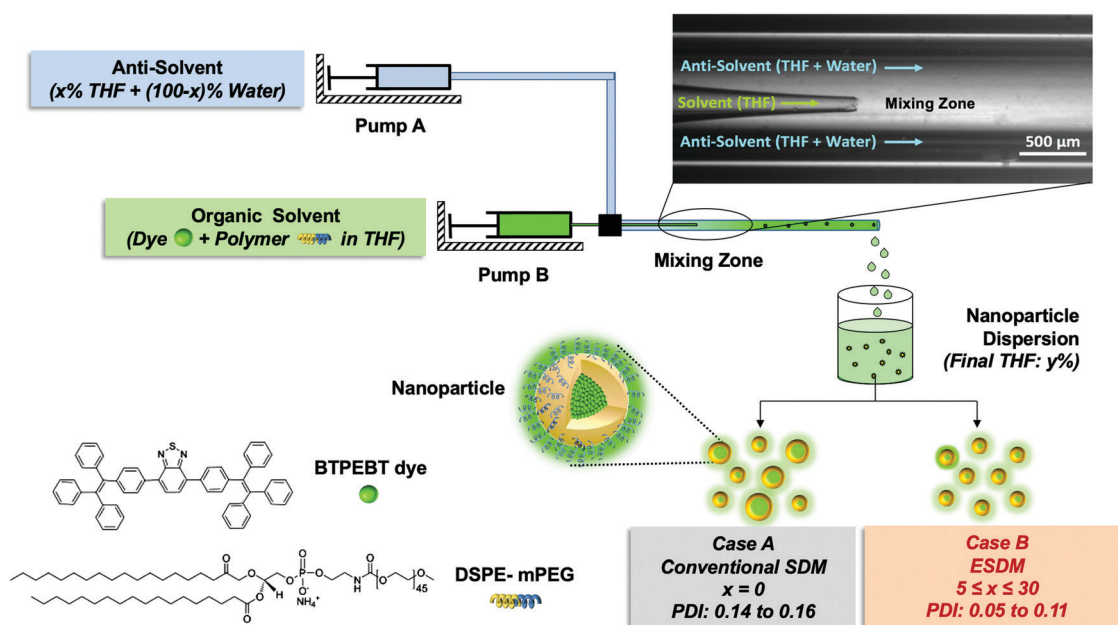 Anti-Solvent
(x% THF + (100-x)% Water)
Pump A
Anti-Solvent (THF + Water)
Solvent (THF)
Mixing Zone
Anti-Solvent (THF + Water)
500 µm
Organic Solvent
(Dye + Polymer in THF)
Pump B
Mixing Zone
Nanoparticle
Dispersion
(Final THF: y%)
Nanoparticle
BTPEBT dye
N S N
DSPE- mPEG
O
O
O
O
O
H
O
P
O
O-
NH4+
O
N
H
O
O
O
45
Case A
Conventional SDM
x = 0
PDI: 0.14 to 0.16
Case B
ESDM
5 ≤ x ≤ 30
PDI: 0.05 to 0.11